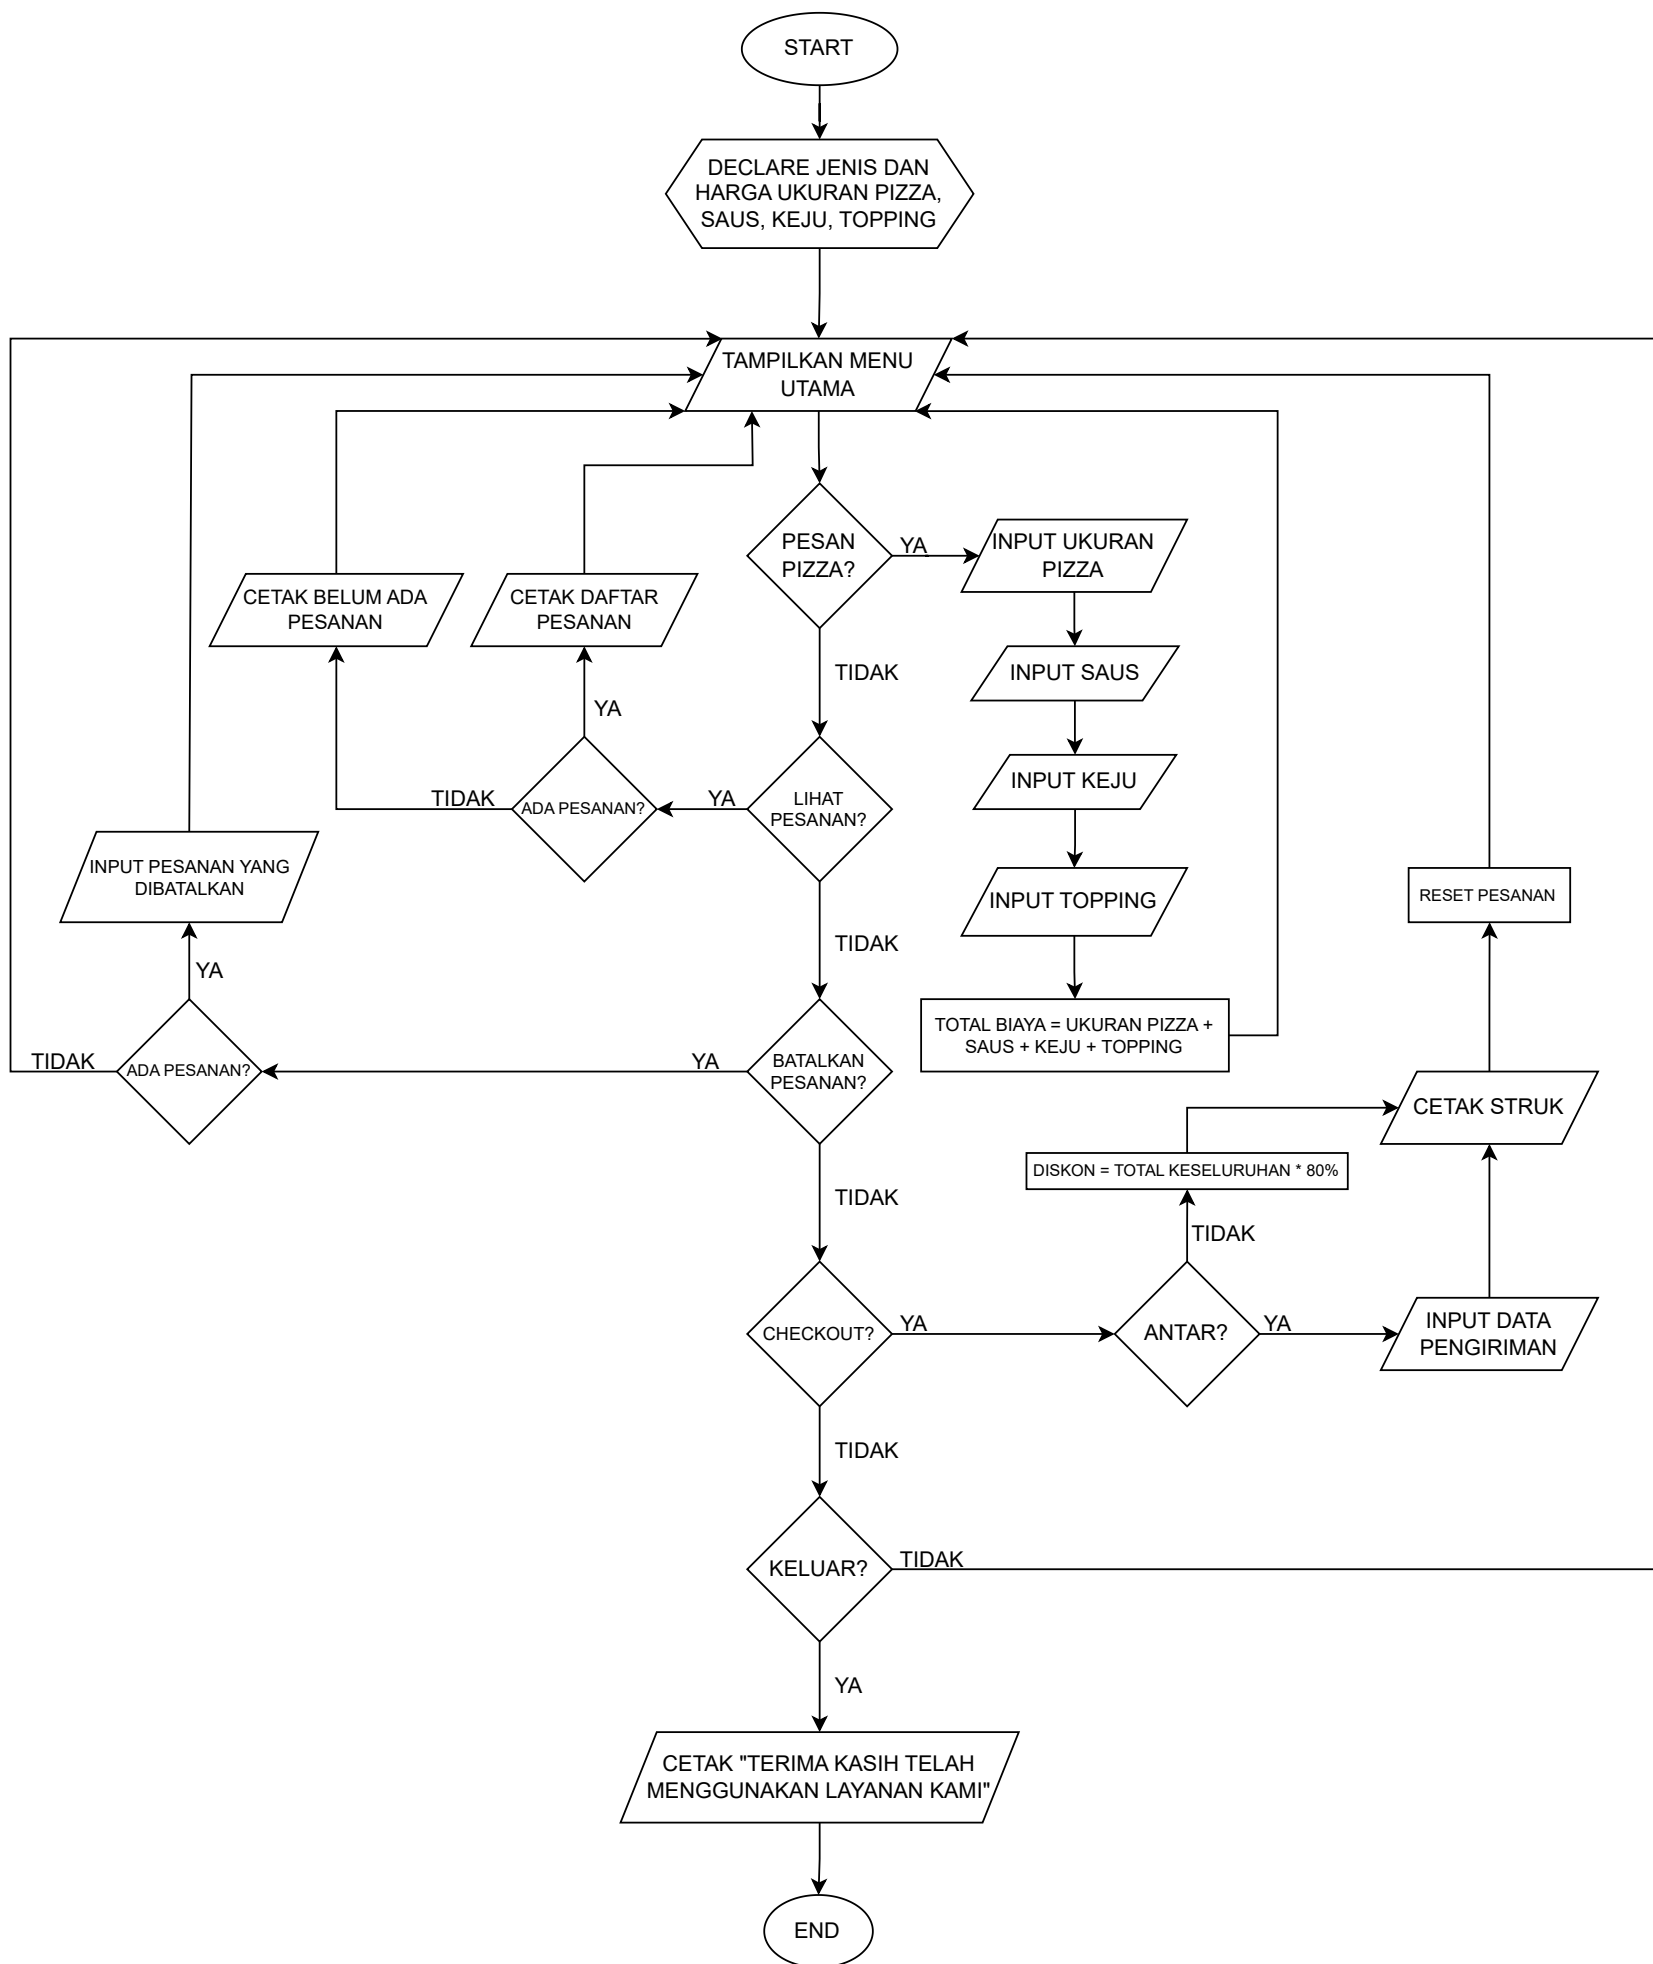 START
DECLARE JENIS DAN
HARGA UKURAN PIZZA,
SAUS, KEJU, TOPPING
TAMPILKAN MENU
UTAMA
PESAN
PIZZA?
YA
INPUT UKURAN
PIZZA
CETAK BELUM ADA
PESANAN
CETAK DAFTAR
PESANAN
TIDAK
INPUT SAUS
YA
INPUT KEJU
TIDAK
ADA PESANAN?
YA
LIHAT
PESANAN?
INPUT PESANAN YANG
DIBATALKAN
INPUT TOPPING
RESET PESANAN
TIDAK
YA
TOTAL BIAYA = UKURAN PIZZA +
SAUS + KEJU + TOPPING
TIDAK
ADA PESANAN?
YA
BATALKAN
PESANAN?
CETAK STRUK
DISKON = TOTAL KESELURUHAN * 80%
TIDAK
TIDAK
CHECKOUT?
YA
ANTAR?
YA
INPUT DATA
PENGIRIMAN
TIDAK
KELUAR?
TIDAK
YA
CETAK "TERIMA KASIH TELAH
MENGGUNAKAN LAYANAN KAMI"
END